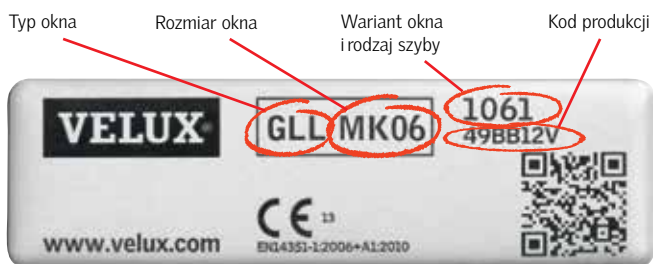 Typ okna
Rozmiar okna
Wariant okna
i rodzaj szyby
Kod produkcji
VELUX®
GLL MK06
1061
49BB12V
CE 13
EN14351-1:2006+A1:2010
www.velux.com